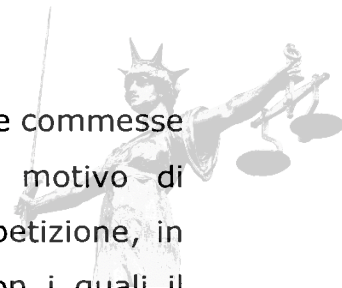 e commesse
motivo di
petizione, in
on i quali il